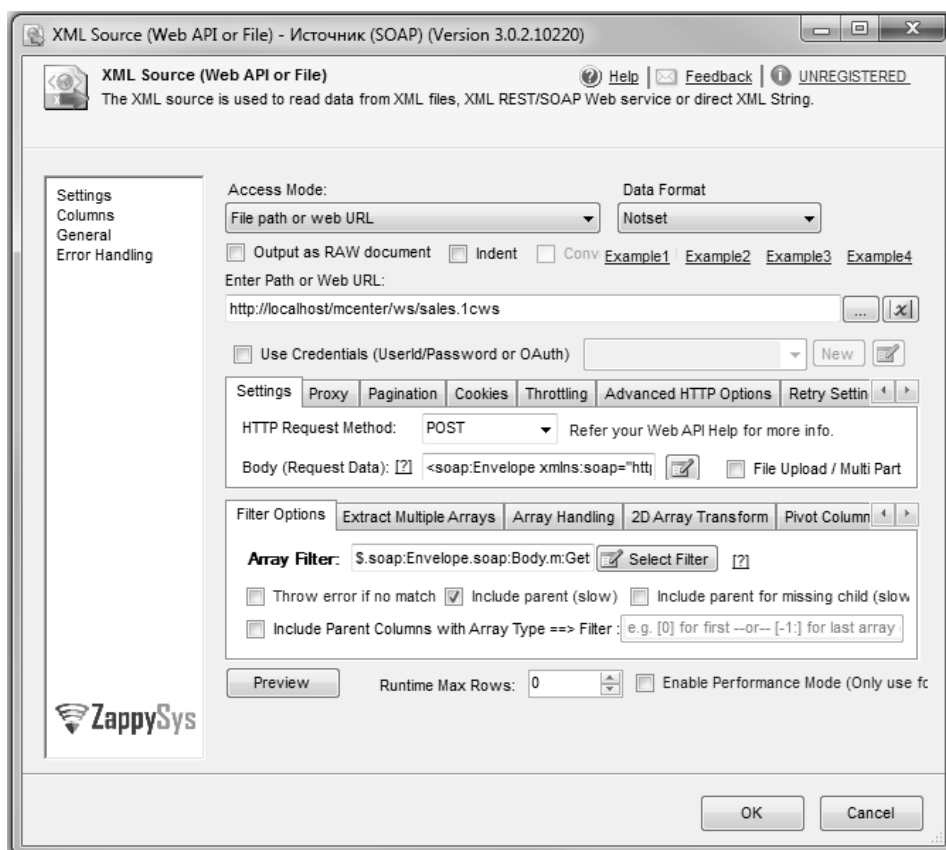 XML Source (Web API or File) - Источник (SOAP) (Version 3.0.2.10220)
XML Source (Web API or File)
Help | Feedback | UNREGISTERED
The XML source is used to read data from XML files, XML REST/SOAP Web service or direct XML String.
Settings
Columns
General
Error Handling
Access Mode: Data Format
File path or web URL Notset
Output as RAW document Indent Conv Example1 Example2 Example3 Example4
Enter Path or Web URL:
http://localhost/mcenter/ws/sales.1cws ...
Use Credentials (UserId/Password or OAuth) New
Settings Proxy Pagination Cookies Throttling Advanced HTTP Options Retry Settin
HTTP Request Method: POST Refer your Web API Help for more info.
Body (Request Data): [?] <soap:Envelope xmlns:soap="http File Upload / Multi Part
Filter Options Extract Multiple Arrays Array Handling 2D Array Transform Pivot Column
Array Filter: $.soap:Envelope.soap:Body.m:Get Select Filter [?]
Throw error if no match Include parent (slow) Include parent for missing child (slow
Include Parent Columns with Array Type ==> Filter : e.g. [0] for first --or-- [-1:] for last array
Preview Runtime Max Rows: 0 Enable Performance Mode (Only use fo
ZappySys
OK Cancel